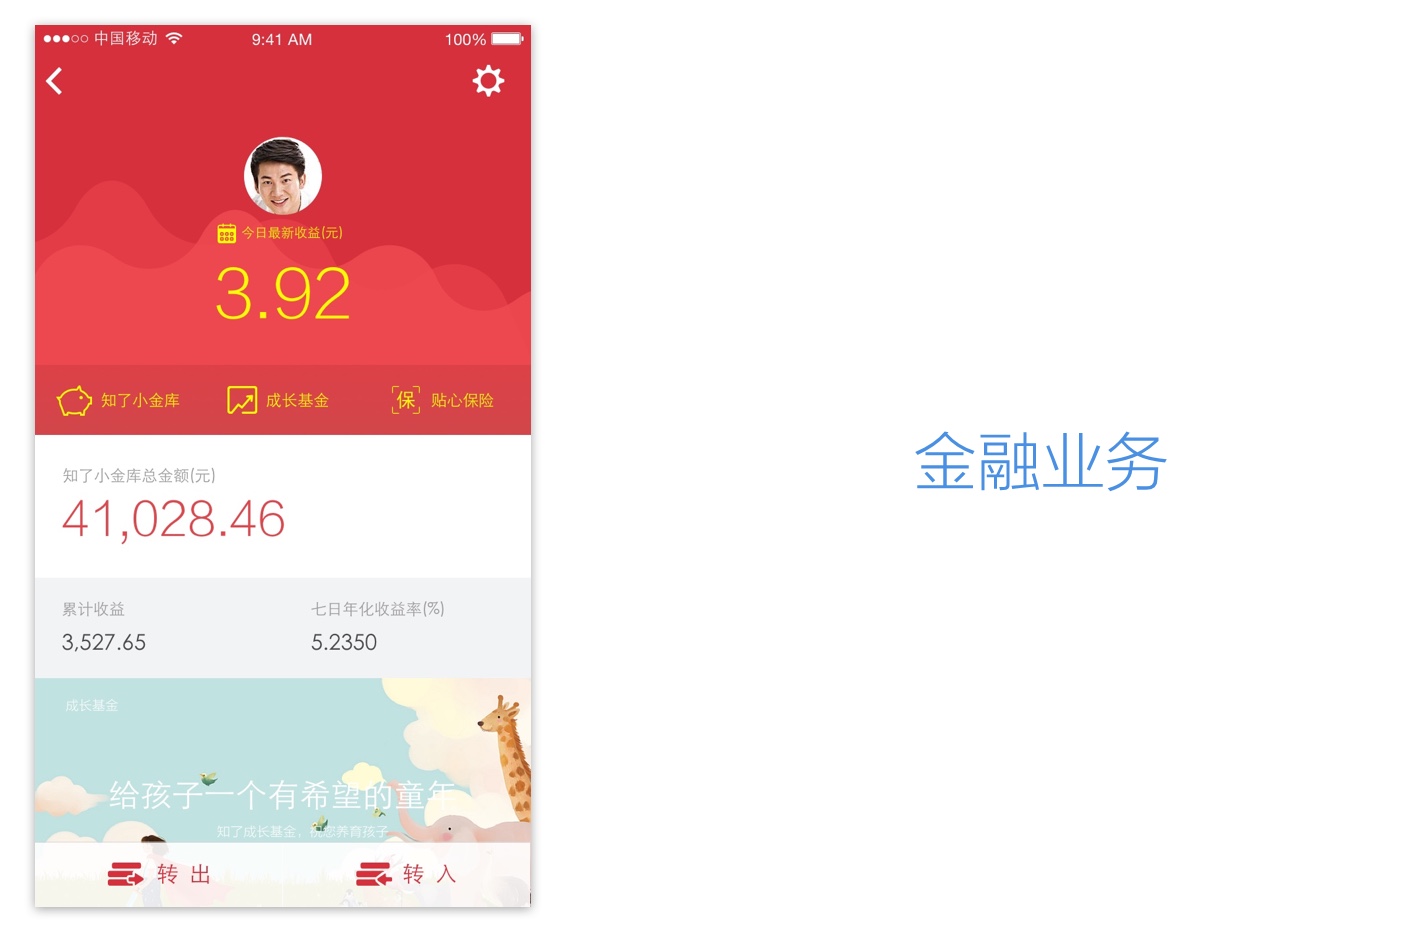 中国移动 9:41 AM 100%
今日最新收益(元)
3.92
知了小金库 成长基金 保 贴心保险
知了小金库总金额(元)
41,028.46
累计收益 七日年化收益率(%)
3,527.65 5.2350
成长基金
给孩子一个有希望的童年
知了成长基金，祝您养育孩子
转出 转入
金融业务